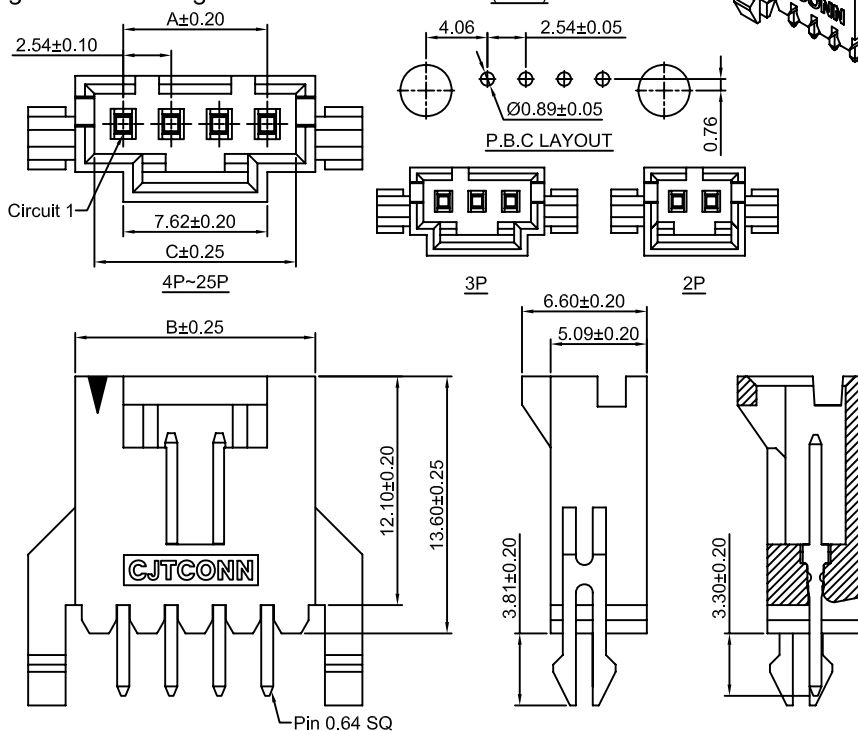 A±0.20
2.54±0.10
4.06
2.54±0.05
Ø0.89±0.05
P.B.C LAYOUT
0.76
Circuit 1
7.62±0.20
C±0.25
4P~25P
3P
2P
B±0.25
6.60±0.20
5.09±0.20
12.10±0.20
13.60±0.25
3.81±0.20
3.30±0.20
CJTCONN
Pin 0.64 SQ